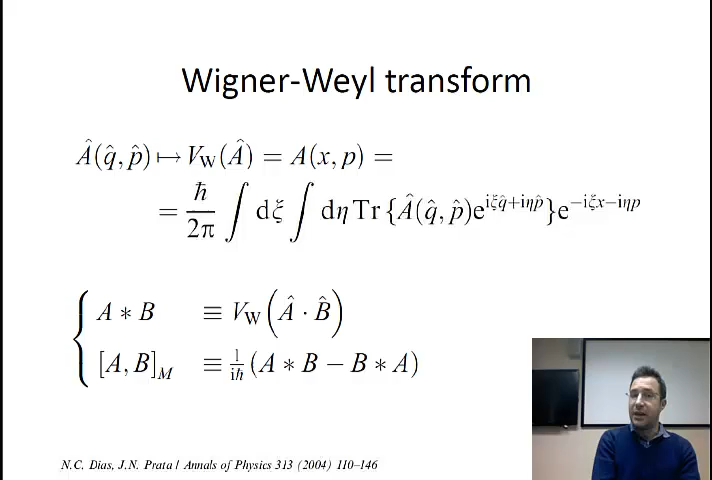 Wigner-Weyl transform
Â(q̂, p̂) ↦ V_W(Â) = A(x, p) =
= ħ/2π ∫ dξ ∫ dη Tr {Â(q̂, p̂)e^{iξq̂+iηp̂}}e^{−iξx−iηp}
{ A ∗ B ≡ V_W(Â · B̂)
[A, B]_M ≡ 1/iħ (A ∗ B − B ∗ A)
N.C. Dias, J.N. Prata / Annals of Physics 313 (2004) 110–146